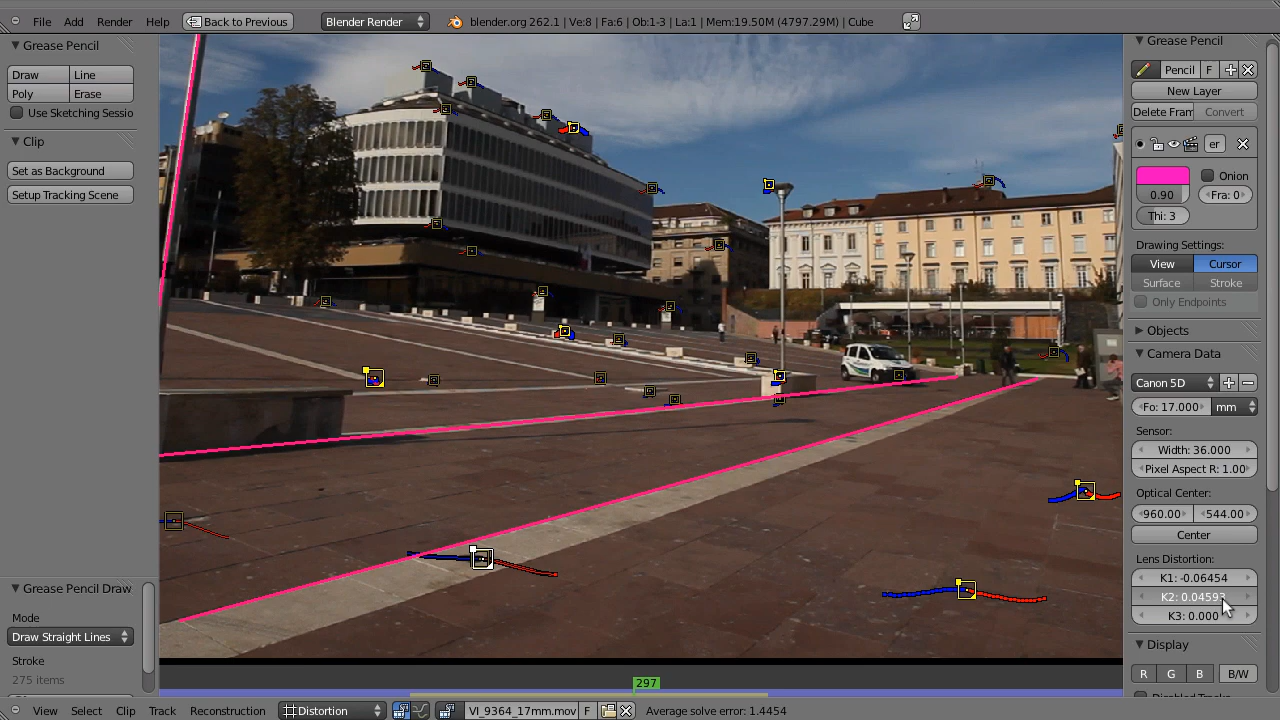 File Add Render Help Back to Previous Blender Render blender.org 262.1 | Ve:8 | Fa:6 | Ob:1-3 | La:1 | Mem:19.50M (4797.29M) | Cube
Grease Pencil
Draw Line
Poly Erase
Use Sketching Sessio
Clip
Set as Background
Setup Tracking Scene
Grease Pencil Draw
Mode
Draw Straight Lines
Stroke
275 items
297
Grease Pencil
Pencil F
New Layer
Delete Fram Convert
er
Onion
0.90 Fra: 0
Thi: 3
Drawing Settings:
View Cursor
Surface Stroke
Only Endpoints
Objects
Camera Data
Canon 5D
Fo: 17.000 mm
Sensor:
Width: 36.000
Pixel Aspect R: 1.00
Optical Center:
960.00 544.00
Center
Lens Distortion:
K1: -0.06454
K2: 0.04593
K3: 0.000
Display
R G B B/W
Disabled Tracks
View Select Clip Track Reconstruction Distortion VI_9364_17mm.mov F Average solve error: 1.4454